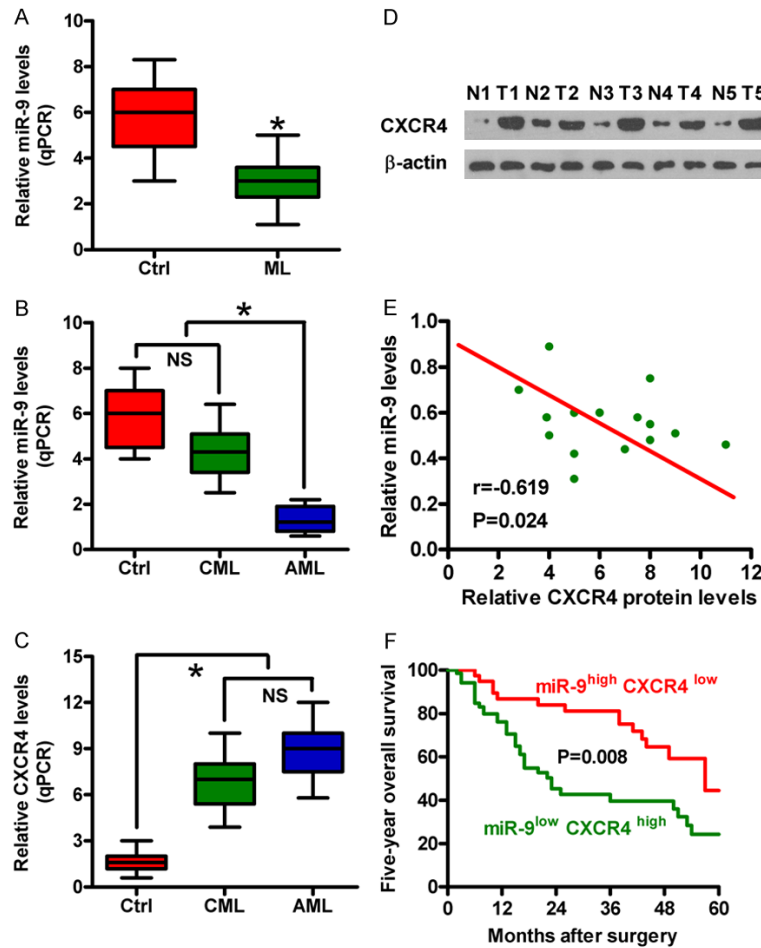 A
Relative miR-9 levels
(qPCR)
10
8
6
4
2
0
*
Ctrl
ML
B
Relative miR-9 levels
(qPCR)
10
8
6
4
2
0
*
NS
Ctrl
CML
AML
C
Relative CXCR4 levels
(qPCR)
15
12
9
6
3
0
*
NS
Ctrl
CML
AML
D
N1 T1 N2 T2 N3 T3 N4 T4 N5 T5
CXCR4
β-actin
E
Relative miR-9 levels
1.0
0.8
0.6
0.4
0.2
0.0
r=-0.619
P=0.024
0 2 4 6 8 10 12
Relative CXCR4 protein levels
F
Five-year overall survival
100
80
60
40
20
0
miR-9high CXCR4 low
P=0.008
miR-9low CXCR4 high
0 12 24 36 48 60
Months after surgery